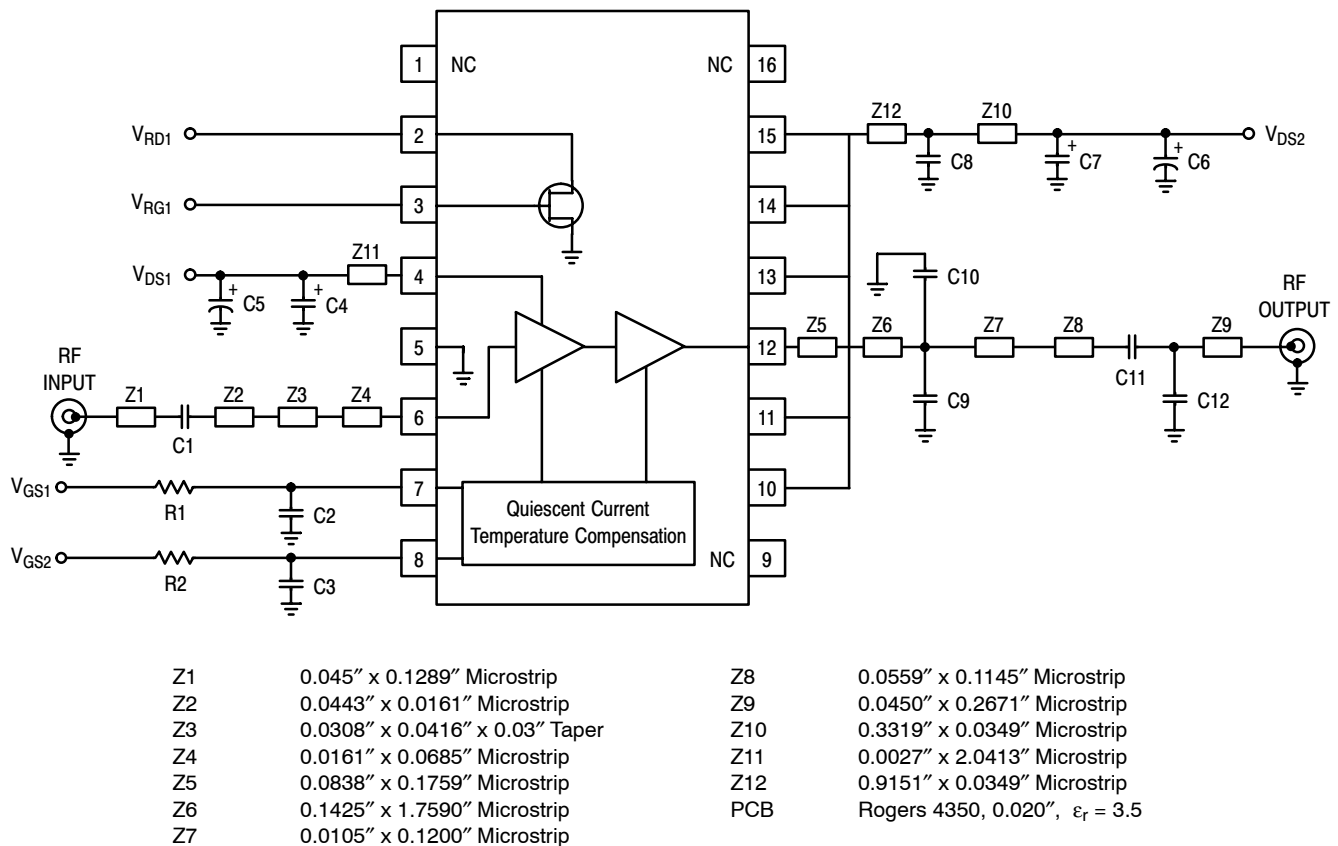 1 NC
NC 16
V_RD1 2
15 Z12 Z10 V_DS2
C8 + C7 + C6
V_RG1 3
14
V_DS1 Z11 4
13 C10
+ C5 + C4
RF INPUT
RF OUTPUT
5
12 Z5 Z6 Z7 Z8 Z9
C11
C9 C12
Z1 Z2 Z3 Z4 6
C1
11
V_GS1 7
R1 C2
10
Quiescent Current
Temperature Compensation
V_GS2 8
R2 C3
NC 9
Z1 0.045″ x 0.1289″ Microstrip
Z2 0.0443″ x 0.0161″ Microstrip
Z3 0.0308″ x 0.0416″ x 0.03″ Taper
Z4 0.0161″ x 0.0685″ Microstrip
Z5 0.0838″ x 0.1759″ Microstrip
Z6 0.1425″ x 1.7590″ Microstrip
Z7 0.0105″ x 0.1200″ Microstrip
Z8 0.0559″ x 0.1145″ Microstrip
Z9 0.0450″ x 0.2671″ Microstrip
Z10 0.3319″ x 0.0349″ Microstrip
Z11 0.0027″ x 2.0413″ Microstrip
Z12 0.9151″ x 0.0349″ Microstrip
PCB Rogers 4350, 0.020″, εr = 3.5